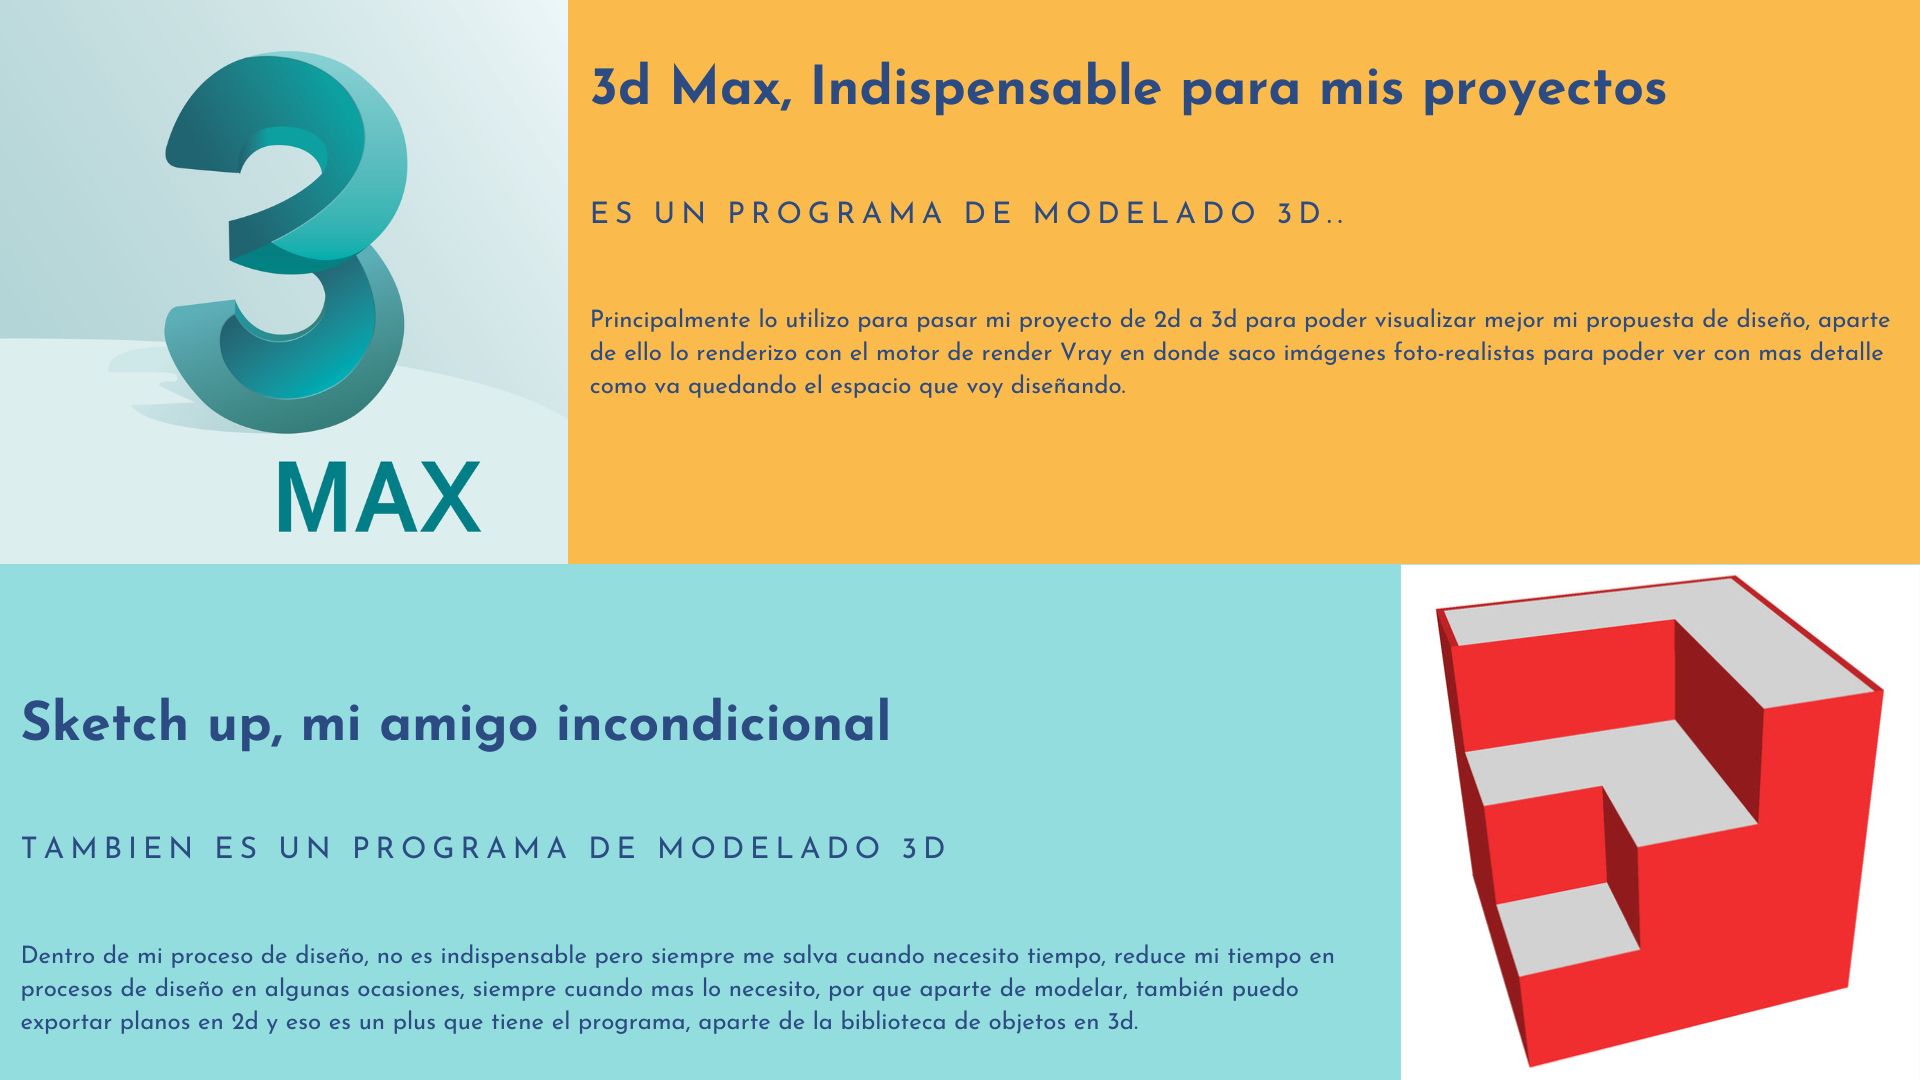 3
MAX
3d Max, Indispensable para mis proyectos
ES UN PROGRAMA DE MODELADO 3D..
Principalmente lo utilizo para pasar mi proyecto de 2d a 3d para poder visualizar mejor mi propuesta de diseño, aparte
de ello lo renderizo con el motor de render Vray en donde saco imágenes foto-realistas para poder ver con mas detalle
como va quedando el espacio que voy diseñando.
Sketch up, mi amigo incondicional
TAMBIEN ES UN PROGRAMA DE MODELADO 3D
Dentro de mi proceso de diseño, no es indispensable pero siempre me salva cuando necesito tiempo, reduce mi tiempo en
procesos de diseño en algunas ocasiones, siempre cuando mas lo necesito, por que aparte de modelar, también puedo
exportar planos en 2d y eso es un plus que tiene el programa, aparte de la biblioteca de objetos en 3d.